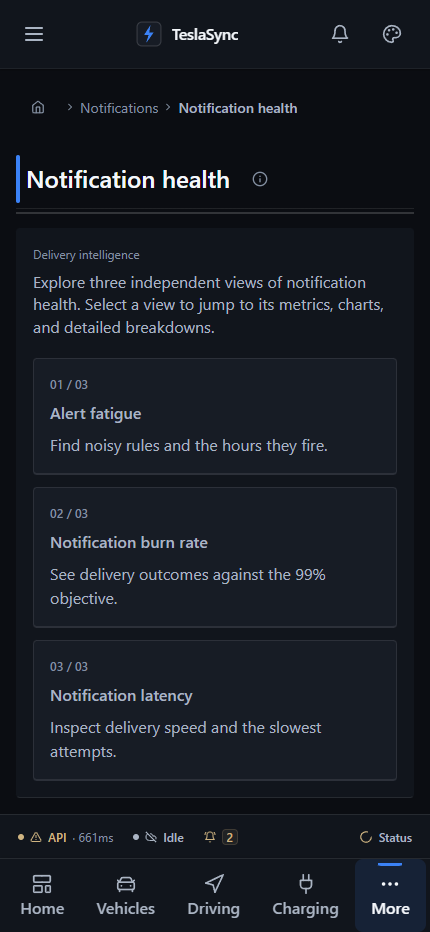 TeslaSync
Notifications Notification health
Notification health
Delivery intelligence
Explore three independent views of notification
health. Select a view to jump to its metrics, charts,
and detailed breakdowns.
01 / 03
Alert fatigue
Find noisy rules and the hours they fire.
02 / 03
Notification burn rate
See delivery outcomes against the 99%
objective.
03 / 03
Notification latency
Inspect delivery speed and the slowest
attempts.
API · 661ms Idle 2 Status
Home Vehicles Driving Charging More